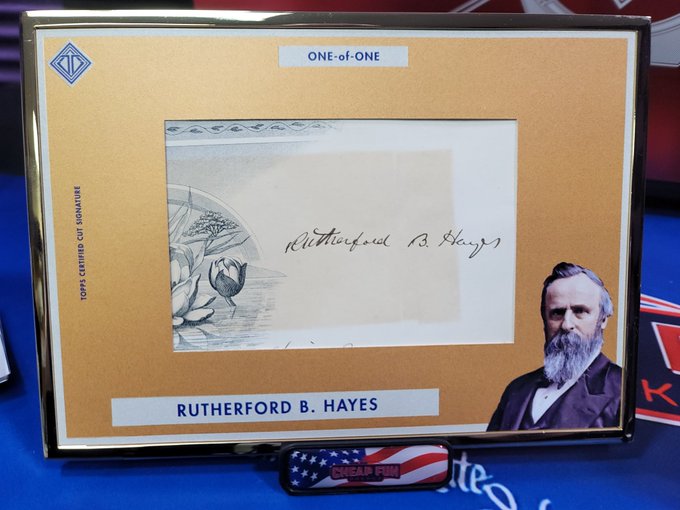 ONE-of-ONE
TOPPS CERTIFIED CUT SIGNATURE
Rutherford B. Hayes
RUTHERFORD B. HAYES
CHEAP FUN
K